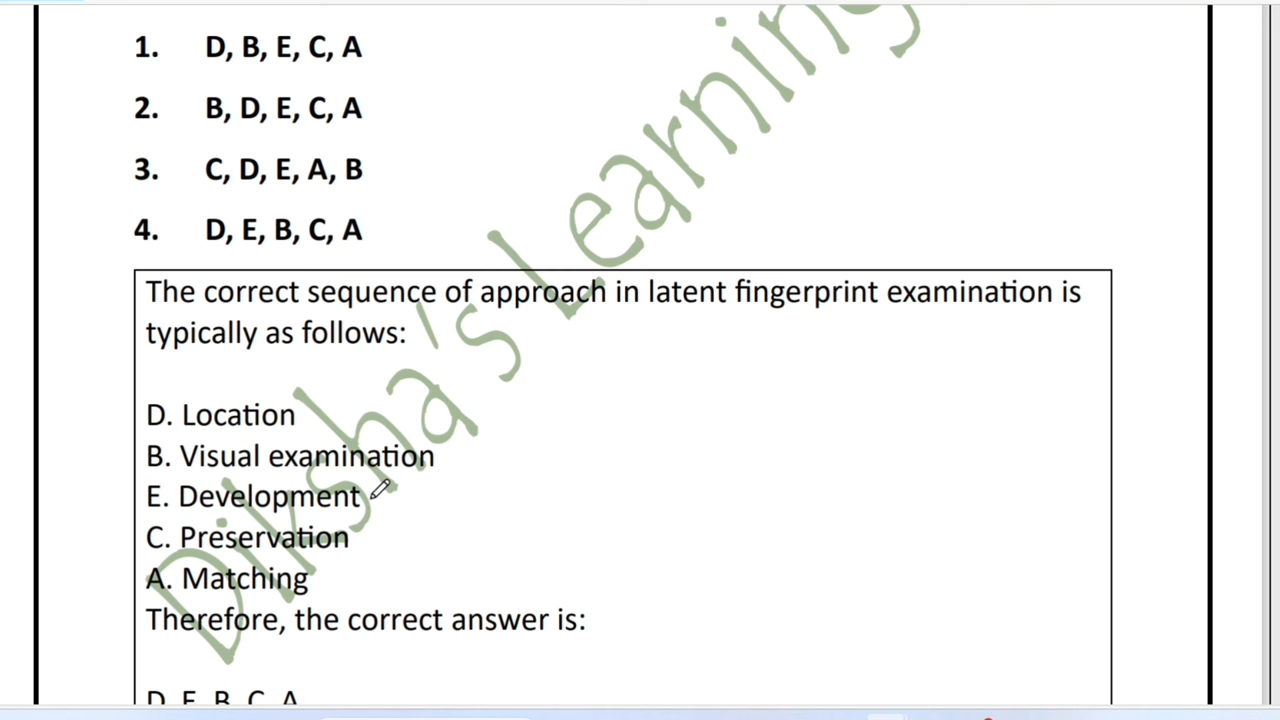 1. D, B, E, C, A
2. B, D, E, C, A
3. C, D, E, A, B
4. D, E, B, C, A
The correct sequence of approach in latent fingerprint examination is
typically as follows:
D. Location
B. Visual examination
E. Development
C. Preservation
A. Matching
Therefore, the correct answer is:
D, E, B, C, A
Diksha's Learning